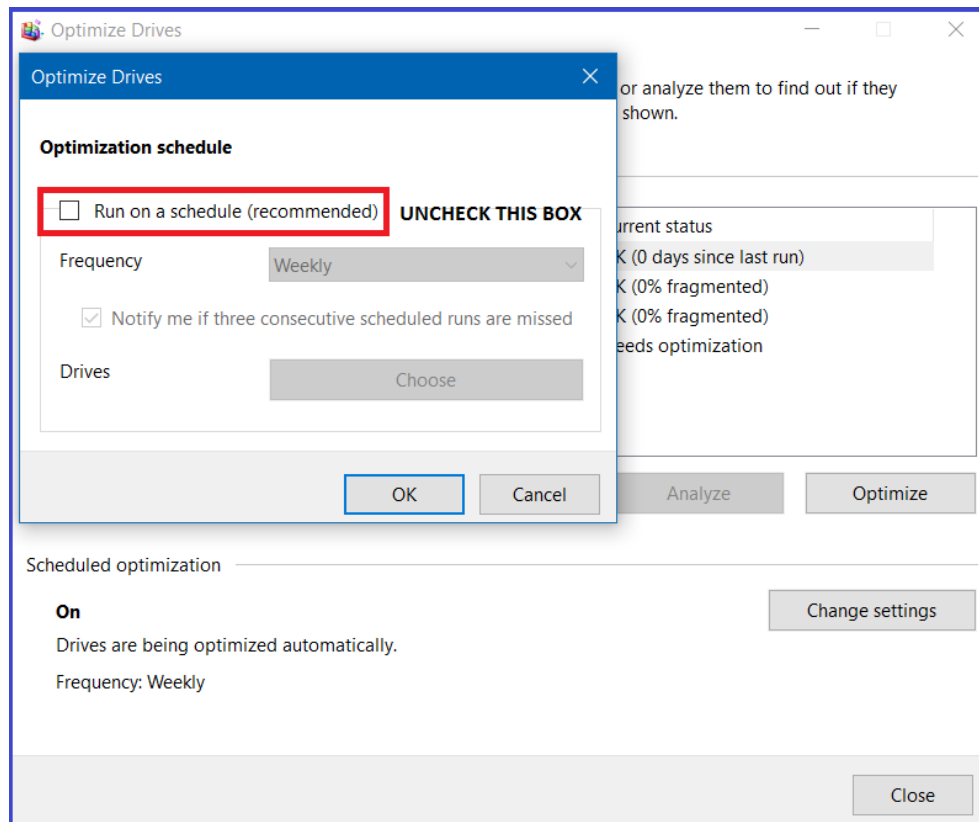 Optimize Drives
Optimize Drives
or analyze them to find out if they
shown.
Optimization schedule
Run on a schedule (recommended) UNCHECK THIS BOX
Frequency
Weekly
Notify me if three consecutive scheduled runs are missed
Drives
Choose
OK
Cancel
urrent status
K (0 days since last run)
K (0% fragmented)
K (0% fragmented)
eeds optimization
Analyze
Optimize
Scheduled optimization
On
Change settings
Drives are being optimized automatically.
Frequency: Weekly
Close